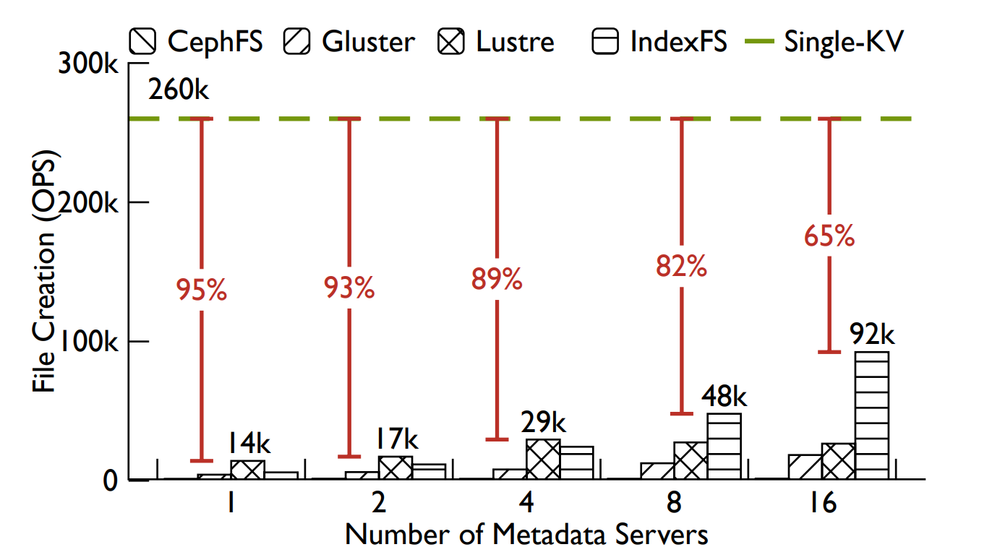 CephFS Gluster Lustre IndexFS Single-KV
300k
260k
200k
100k
0
File Creation (OPS)
95%
93%
89%
82%
65%
14k
17k
29k
48k
92k
1 2 4 8 16
Number of Metadata Servers